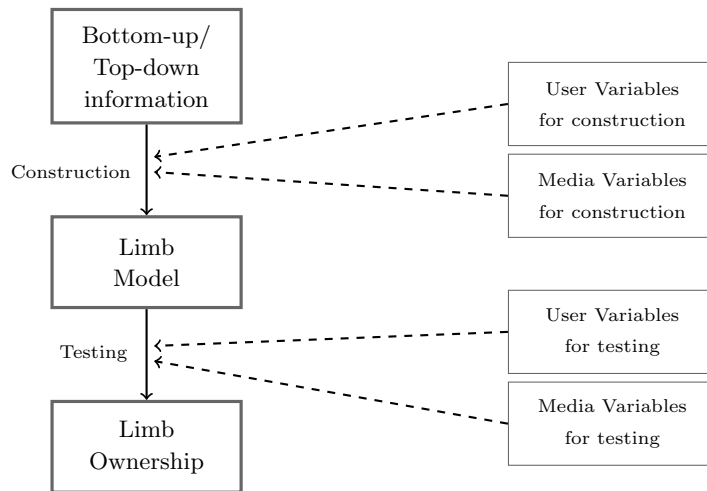 Bottom-up/
Top-down
information
User Variables
for construction
Construction
Media Variables
for construction
Limb
Model
User Variables
for testing
Testing
Media Variables
for testing
Limb
Ownership